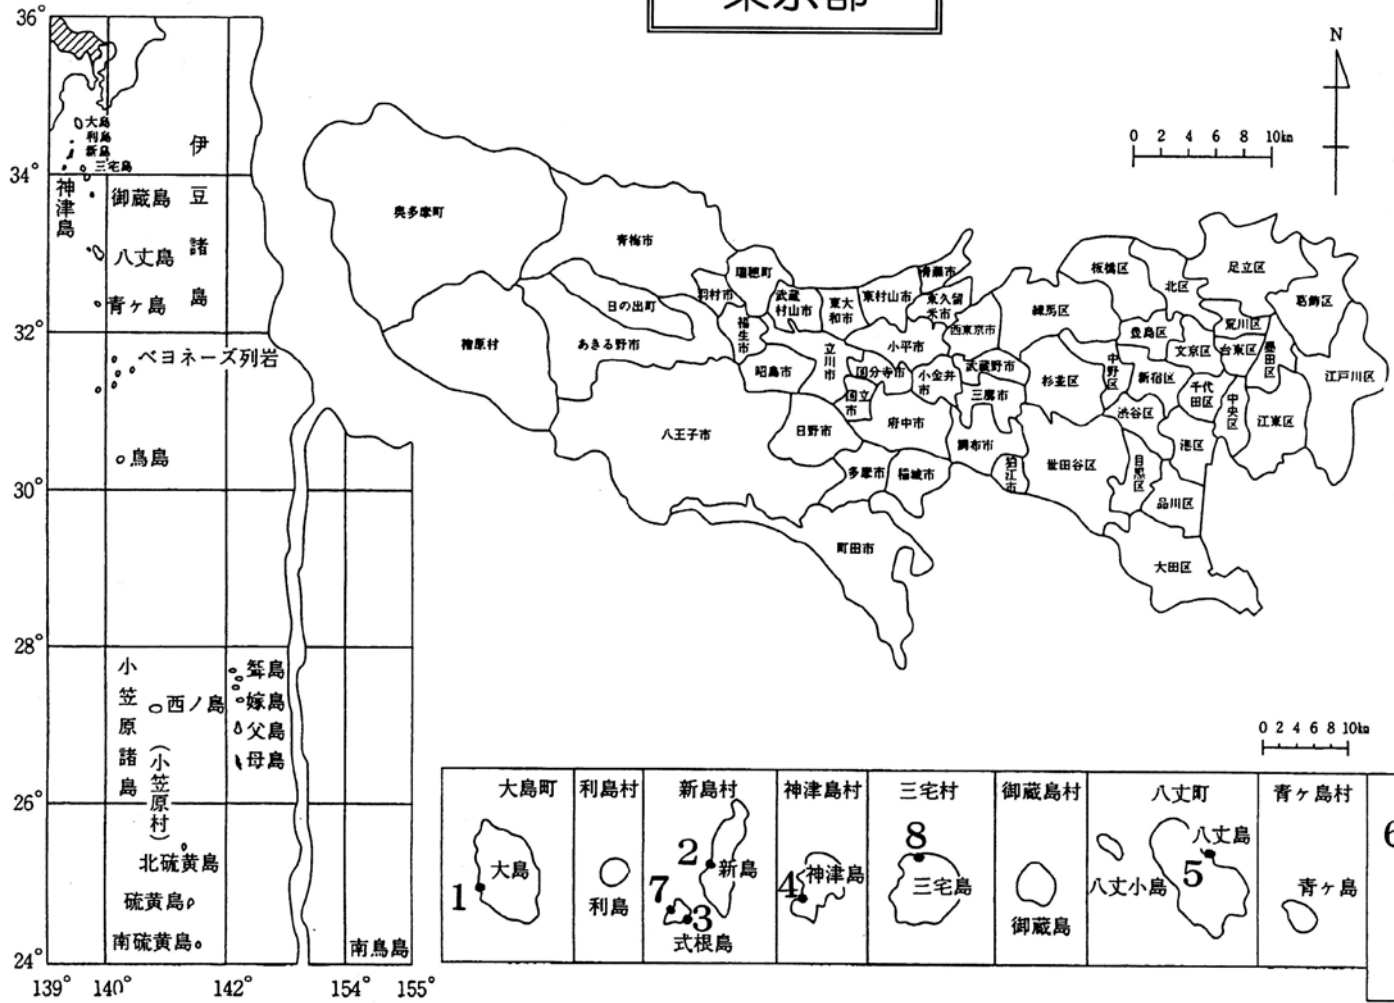 東京都
36°
34°
32°
30°
28°
26°
24°
139°
140°
142°
154°
155°
大島
利島
新島
三宅島
神津島
御蔵島
八丈島
青ヶ島
伊豆諸島
ベヨネーズ列岩
鳥島
小笠原諸島
(小笠原村)
西ノ島
聟島
嫁島
父島
母島
北硫黄島
硫黄島
南硫黄島
南鳥島
N
0 2 4 6 8 10km
奥多摩町
青梅市
檜原村
日の出町
あきる野市
八王子市
羽村市
瑞穂町
福生市
武蔵
村山市
昭島市
東大
和市
立川市
東村山市
清瀬市
東久留
米市
西東京市
小平市
国分寺市
国立市
小金井
市
武蔵野市
三鷹市
府中市
日野市
多摩市
稲城市
調布市
狛江市
町田市
板橋区
練馬区
北区
足立区
葛飾区
豊島区
荒川区
文京区
台東区
墨田区
江戸川区
中野区
杉並区
新宿区
千代
田区
中央区
江東区
渋谷区
港区
世田谷区
目黒区
品川区
大田区
0 2 4 6 8 10km
大島町
大島
1
利島村
利島
新島村
2
新島
7
3
式根島
神津島村
4
神津島
三宅村
8
三宅島
御蔵島村
御蔵島
八丈町
八丈島
5
八丈小島
青ヶ島村
青ヶ島